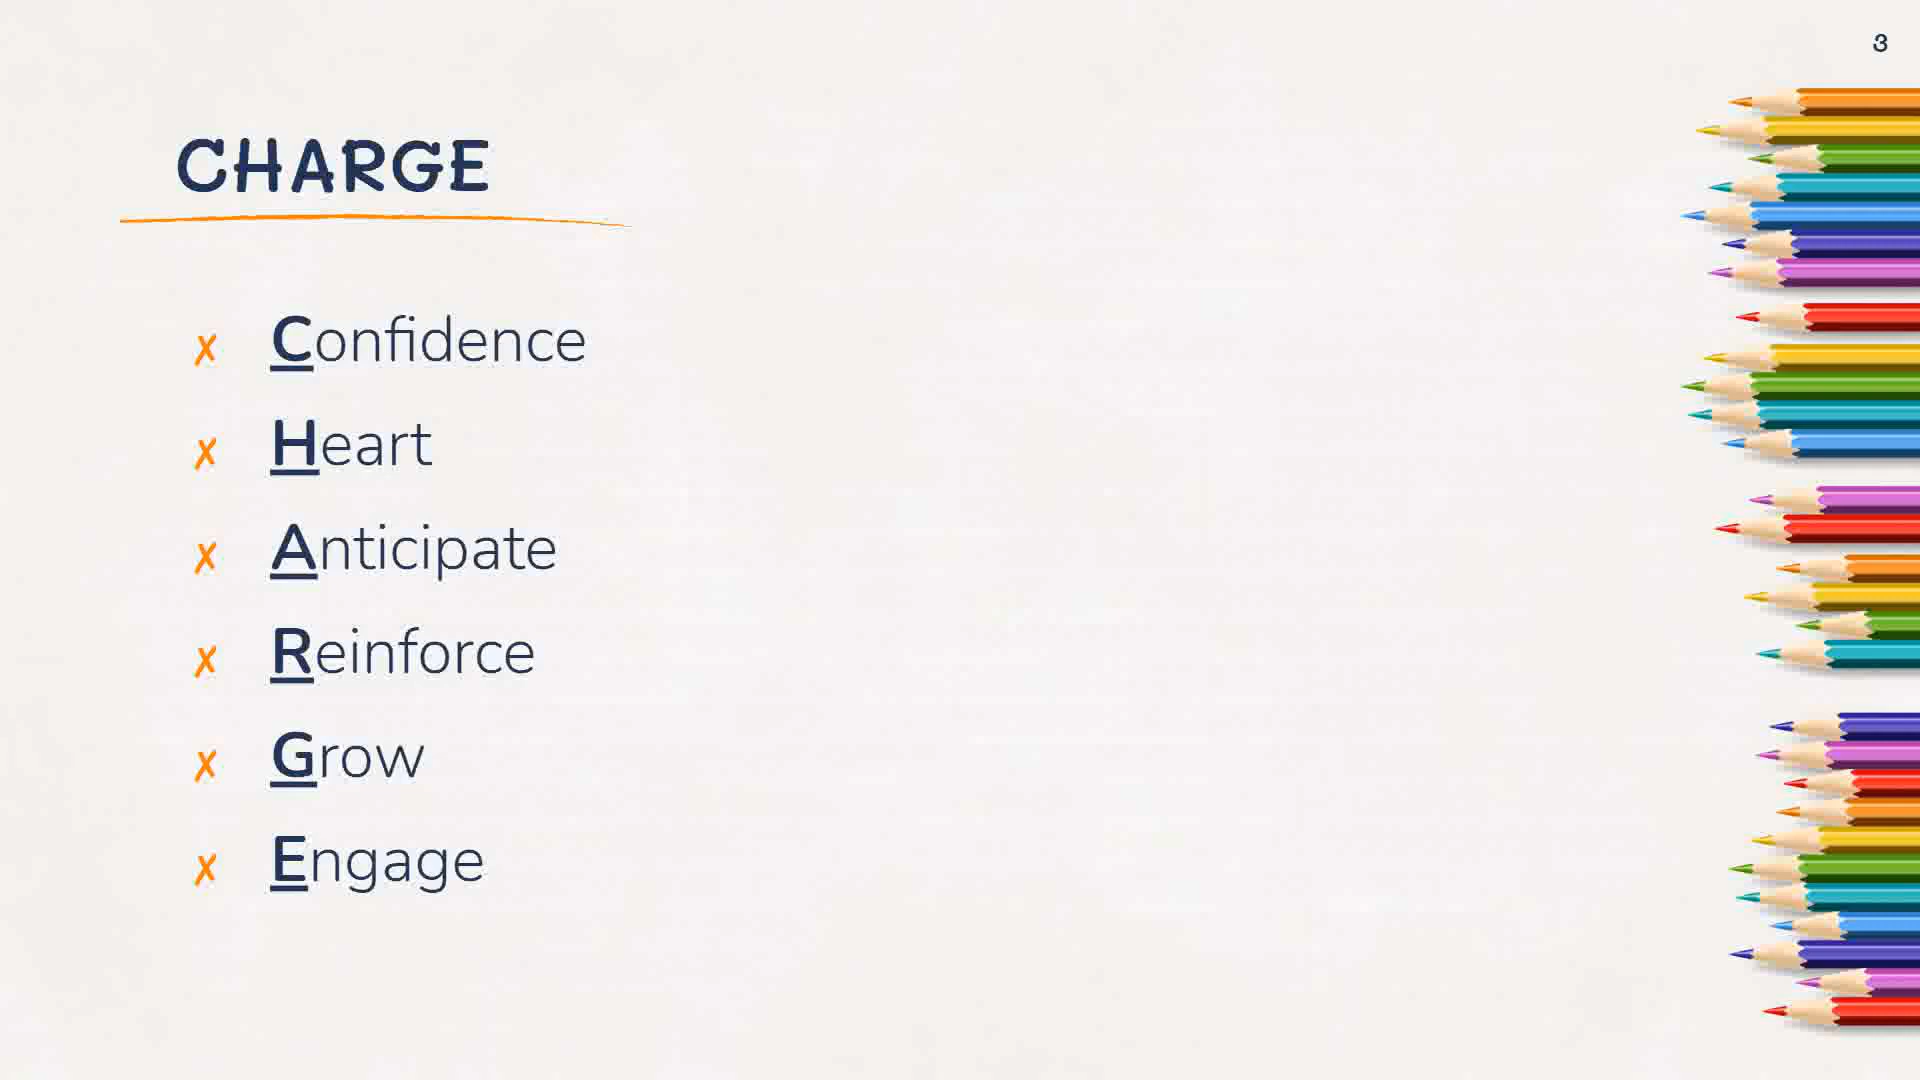 3
CHARGE
✗ Confidence
✗ Heart
✗ Anticipate
✗ Reinforce
✗ Grow
✗ Engage